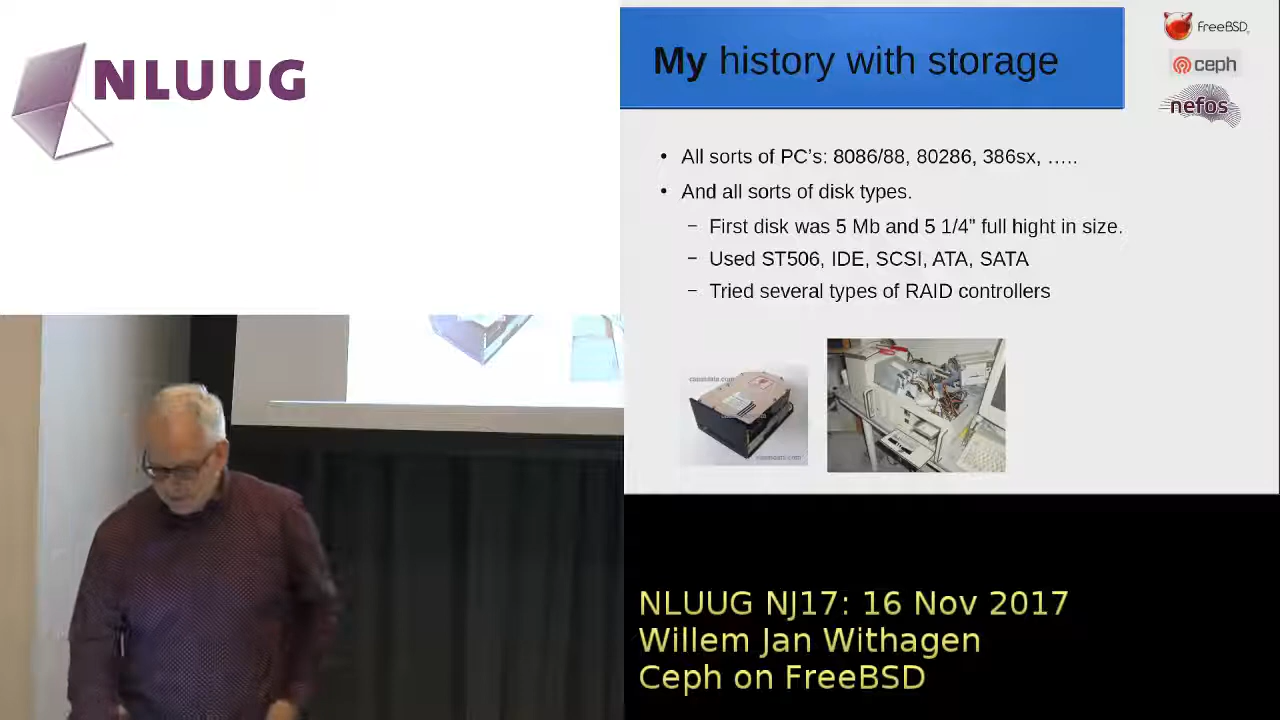 NLUUG
My history with storage
FreeBSD
ceph
nefos
• All sorts of PC's: 8086/88, 80286, 386sx, …..
• And all sorts of disk types.
– First disk was 5 Mb and 5 1/4” full hight in size.
– Used ST506, IDE, SCSI, ATA, SATA
– Tried several types of RAID controllers
NLUUG NJ17: 16 Nov 2017
Willem Jan Withagen
Ceph on FreeBSD